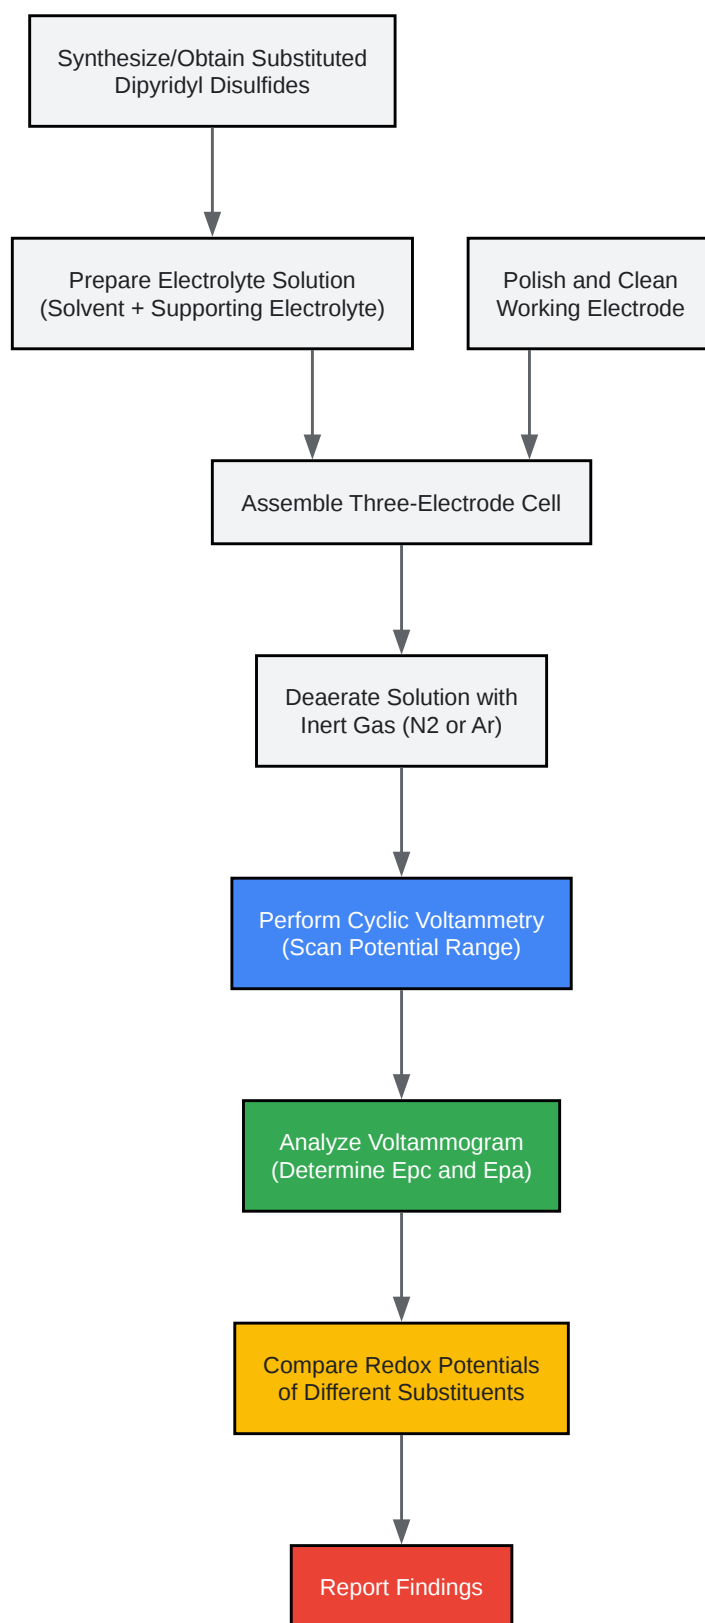 Synthesize/Obtain Substituted
Dipyridyl Disulfides
Prepare Electrolyte Solution
(Solvent + Supporting Electrolyte)
Polish and Clean
Working Electrode
Assemble Three-Electrode Cell
Deaerate Solution with
Inert Gas (N2 or Ar)
Perform Cyclic Voltammetry
(Scan Potential Range)
Analyze Voltammogram
(Determine Epc and Epa)
Compare Redox Potentials
of Different Substituents
Report Findings